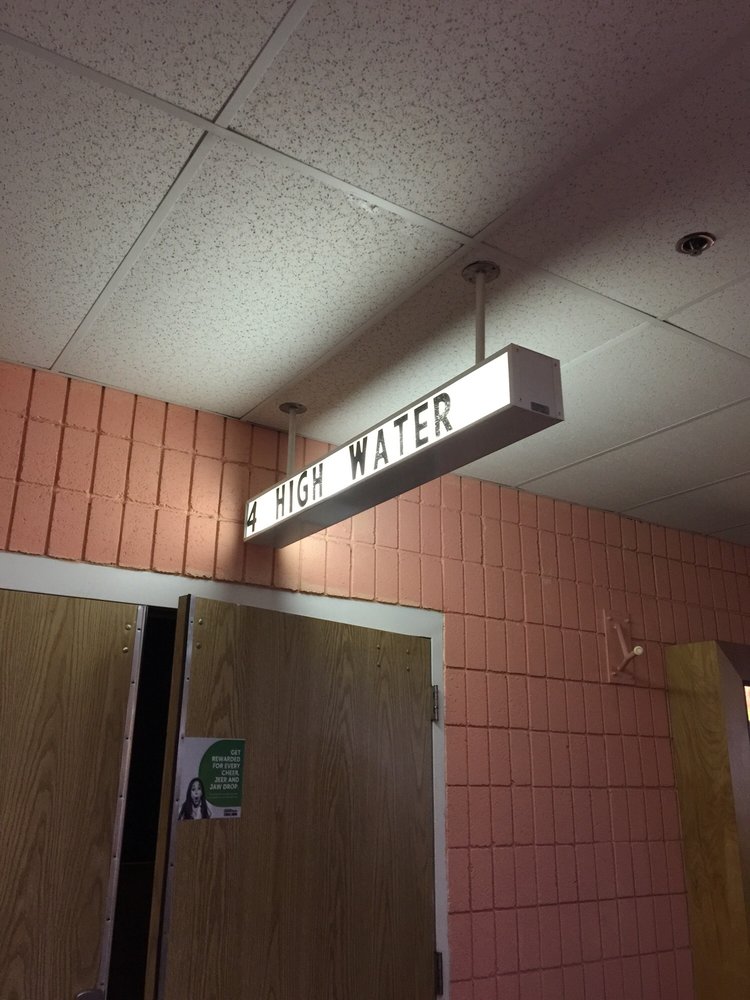 4 HIGH WATER
GET
REWARDED
FOR EVERY
CHEER,
JEER AND
JAW DROP.